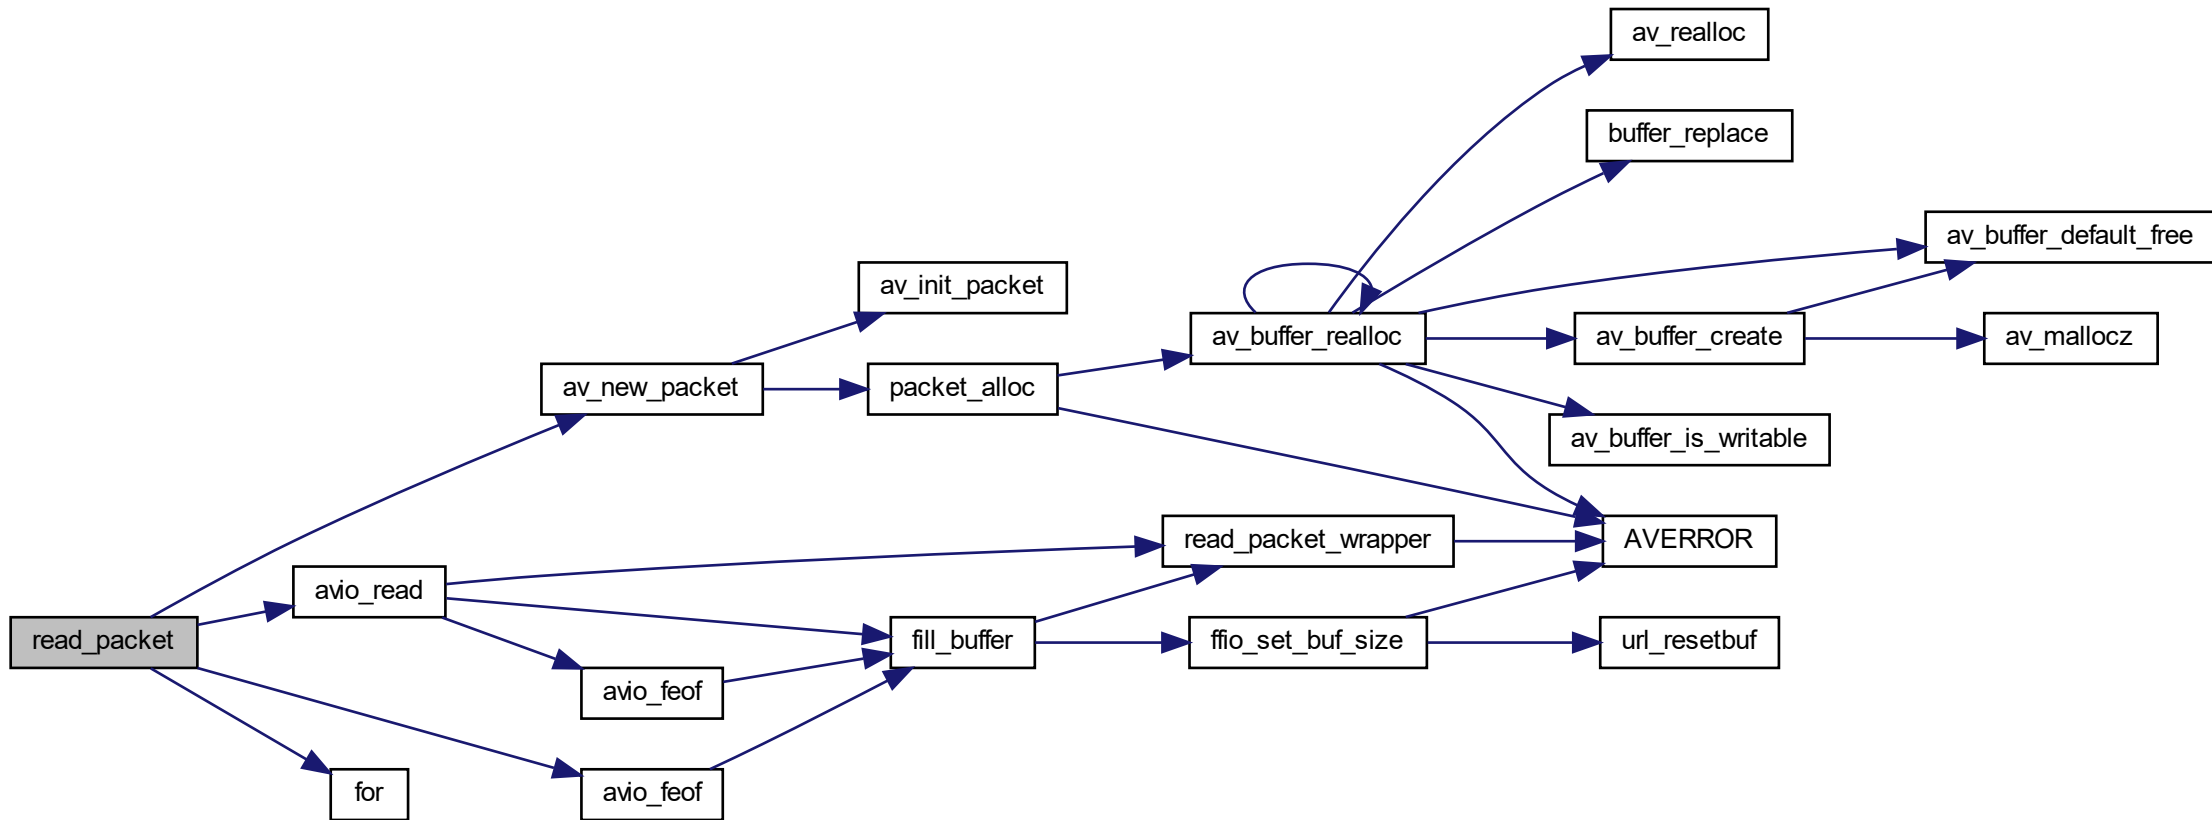 av_realloc
buffer_replace
av_buffer_default_free
av_init_packet
av_buffer_realloc
av_buffer_create
av_mallocz
av_new_packet
packet_alloc
av_buffer_is_writable
read_packet_wrapper
AVERROR
avio_read
read_packet
fill_buffer
ffio_set_buf_size
url_resetbuf
avio_feof
for
avio_feof